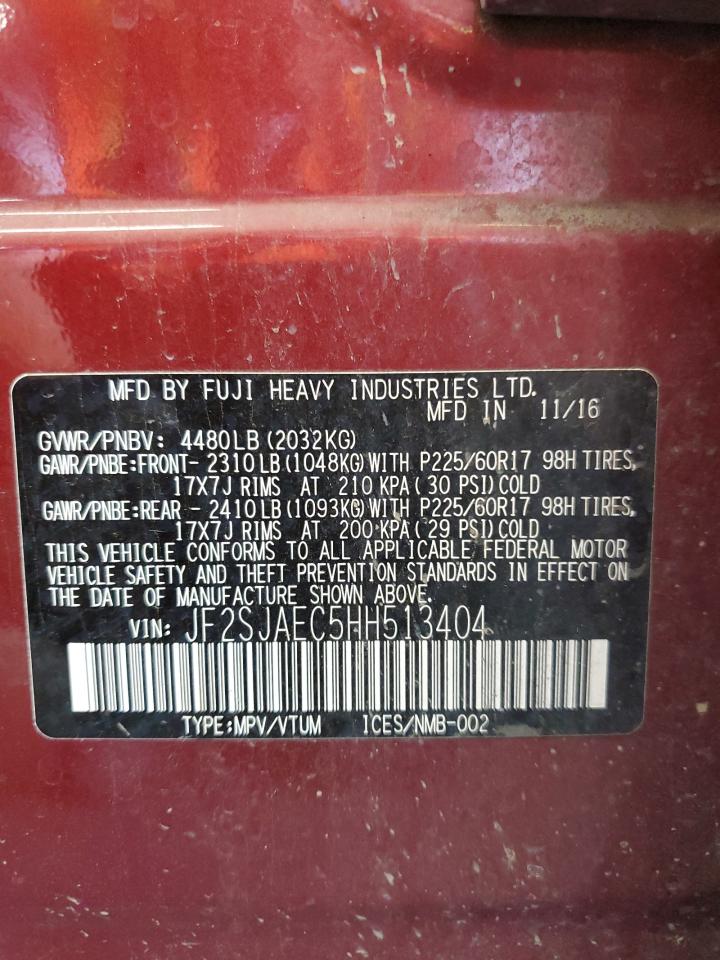 MFD BY FUJI HEAVY INDUSTRIES LTD.
MFD IN 11/16
GVWR/PNBV: 4480LB (2032KG)
GAWR/PNBE:FRONT- 2310LB (1048KG) WITH P225/60R17 98H TIRES,
17X7J RIMS AT 210 KPA ( 30 PSI) COLD
GAWR/PNBE:REAR - 2410LB (1093KG) WITH P225/60R17 98H TIRES,
17X7J RIMS AT 200 KPA ( 29 PSI) COLD
THIS VEHICLE CONFORMS TO ALL APPLICABLE FEDERAL MOTOR
VEHICLE SAFETY AND THEFT PREVENTION STANDARDS IN EFFECT ON
THE DATE OF MANUFACTURE SHOWN ABOVE.
VIN: JF2SJAEC5HH513404
TYPE:MPV/VTUM ICES/NMB-002